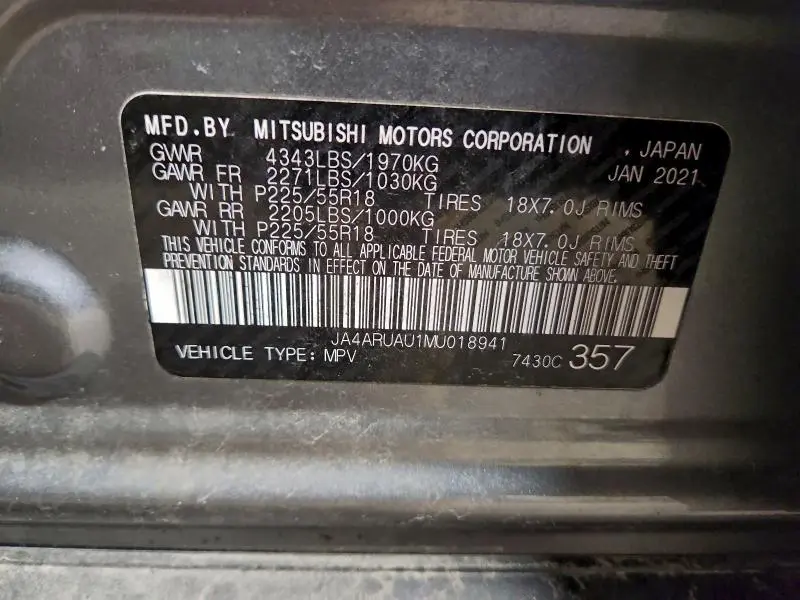 MFD.BY MITSUBISHI MOTORS CORPORATION . JAPAN
GVWR 4343LBS/1970KG JAN 2021
GAWR FR 2271LBS/1030KG
WITH P225/55R18 TIRES 18X7.0J RIMS
GAWR RR 2205LBS/1000KG
WITH P225/55R18 TIRES 18X7.0J RIMS
THIS VEHICLE CONFORMS TO ALL APPLICABLE FEDERAL MOTOR VEHICLE SAFETY AND THEFT
PREVENTION STANDARDS IN EFFECT ON THE DATE OF MANUFACTURE SHOWN ABOVE.
JA4ARUAU1MU018941
VEHICLE TYPE: MPV 7430C 357